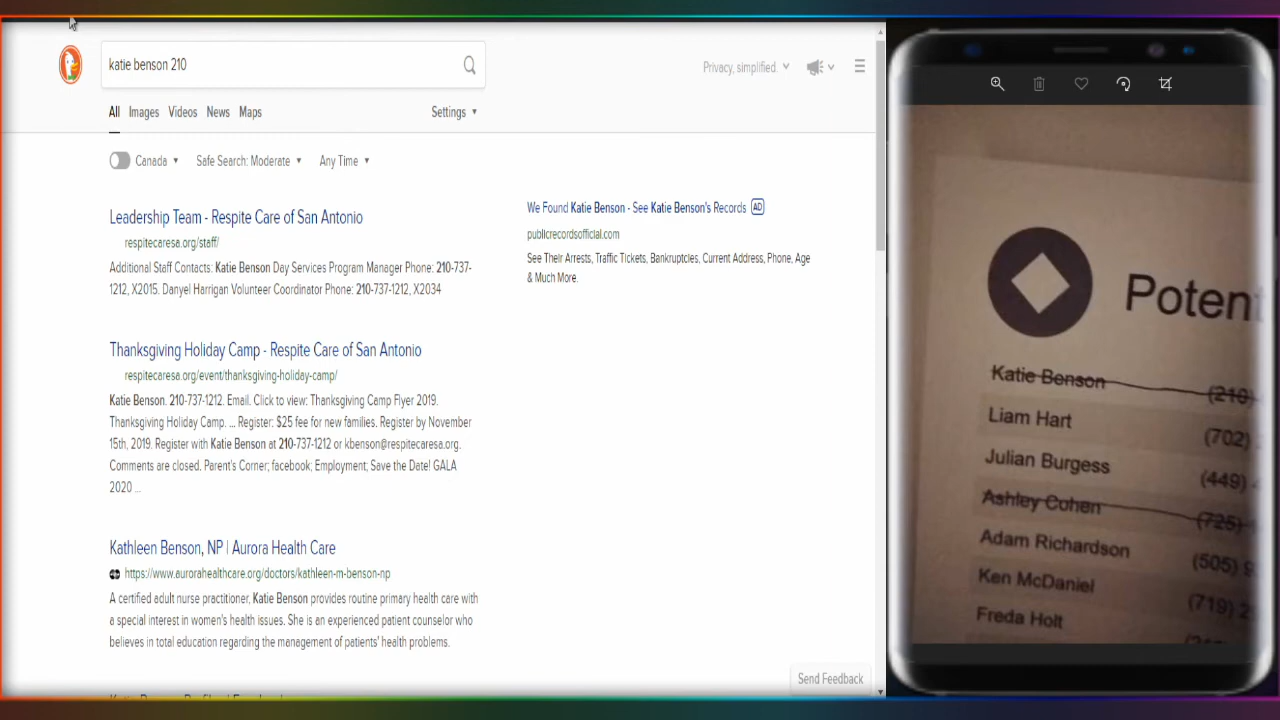 katie benson 210
Privacy, simplified.
All Images Videos News Maps Settings
Canada Safe Search: Moderate Any Time
Leadership Team - Respite Care of San Antonio
respitecaresa.org/staff/
Additional Staff Contacts: Katie Benson Day Services Program Manager Phone: 210-737-
1212, X2015. Danyel Harrigan Volunteer Coordinator Phone: 210-737-1212, X2034
Thanksgiving Holiday Camp - Respite Care of San Antonio
respitecaresa.org/event/thanksgiving-holiday-camp/
Katie Benson. 210-737-1212. Email. Click to view: Thanksgiving Camp Flyer 2019.
Thanksgiving Holiday Camp. ... Register: $25 fee for new families. Register by November
15th, 2019. Register with Katie Benson at 210-737-1212 or kbenson@respitecaresa.org.
Comments are closed. Parent's Corner; facebook; Employment; Save the Date! GALA
2020 ...
Kathleen Benson, NP | Aurora Health Care
https://www.aurorahealthcare.org/doctors/kathleen-m-benson-np
A certified adult nurse practitioner, Katie Benson provides routine primary health care with
a special interest in women's health issues. She is an experienced patient counselor who
believes in total education regarding the management of patients' health problems.
We Found Katie Benson - See Katie Benson's Records AD
publicrecordsofficial.com
See Their Arrests, Traffic Tickets, Bankruptcies, Current Address, Phone, Age
& Much More.
Send Feedback
Potent
Katie Benson (210)
Liam Hart (702)
Julian Burgess (449)
Ashley Cohen (725)
Adam Richardson (505)
Ken McDaniel (719)
Freda Holt